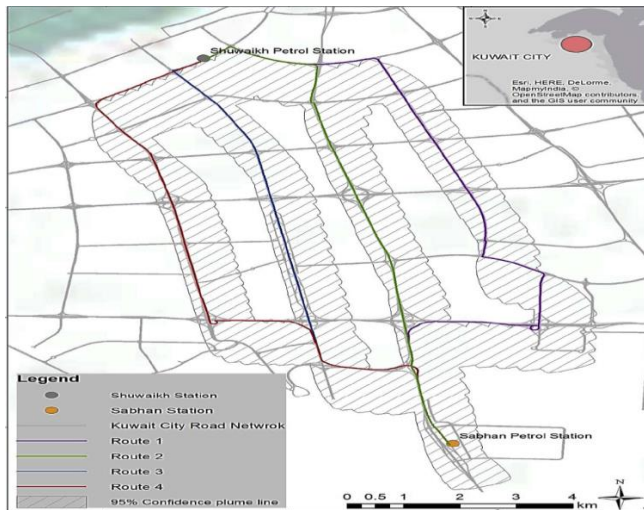 Shuwaikh Petrol Station
KUWAIT CITY
Esri, HERE, DeLorme,
MapmyIndia, ©
OpenStreetMap contributors
and the GIS user community
Legend
Shuwaikh Station
Sabhan Station
Kuwait City Road Netwrok
Route 1
Route 2
Route 3
Route 4
95% Confidence plume line
Sabhan Petrol Station
0 0.5 1 2 3 4
km
N